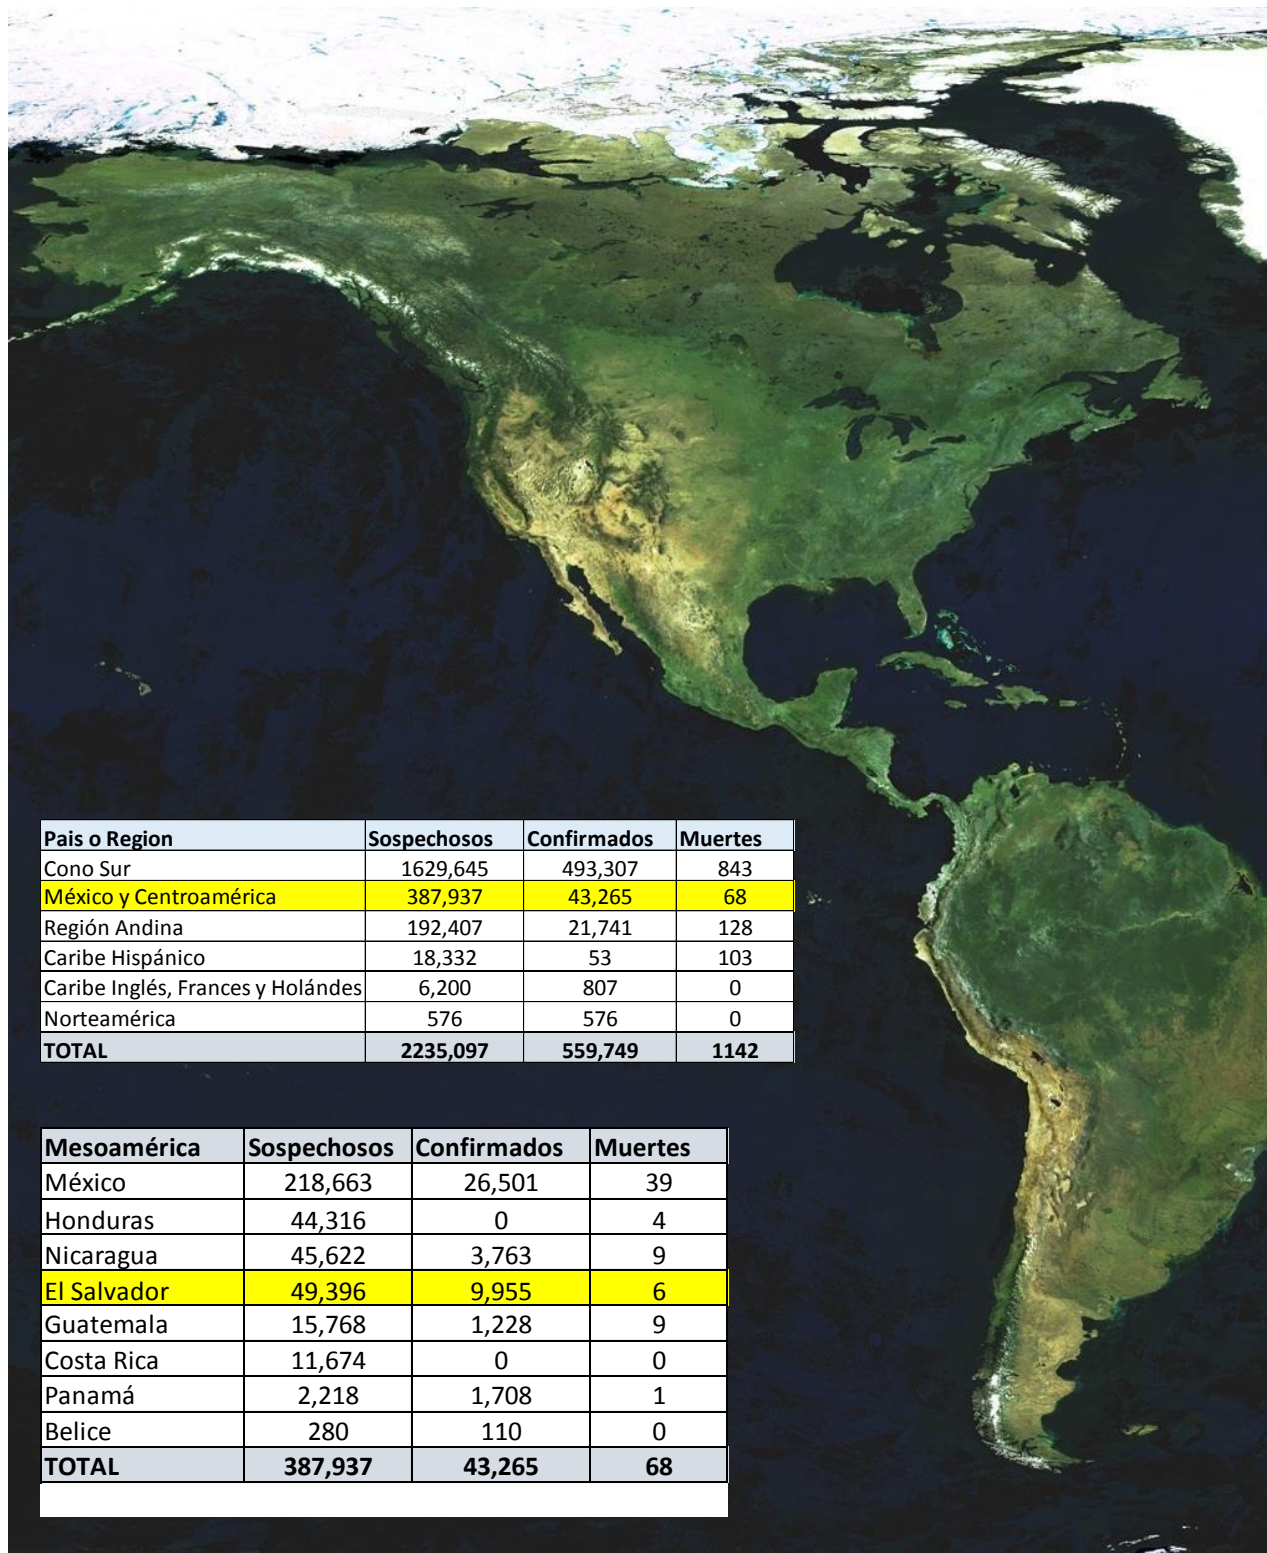 Pais o Region Sospechosos Confirmados Muertes
Cono Sur 1629,645 493,307 843
México y Centroamérica 387,937 43,265 68
Región Andina 192,407 21,741 128
Caribe Hispánico 18,332 53 103
Caribe Inglés, Frances y Holándes 6,200 807 0
Norteamérica 576 576 0
TOTAL 2235,097 559,749 1142
Mesoamérica Sospechosos Confirmados Muertes
México 218,663 26,501 39
Honduras 44,316 0 4
Nicaragua 45,622 3,763 9
El Salvador 49,396 9,955 6
Guatemala 15,768 1,228 9
Costa Rica 11,674 0 0
Panamá 2,218 1,708 1
Belice 280 110 0
TOTAL 387,937 43,265 68